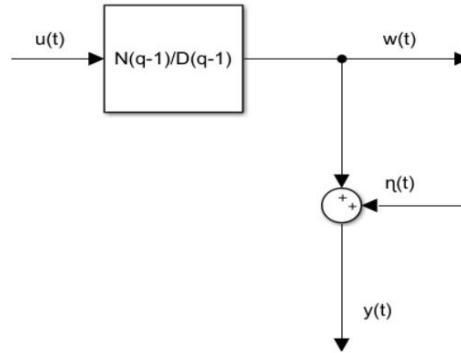 u(t)
N(q-1)/D(q-1)
w(t)
+
+
η(t)
y(t)